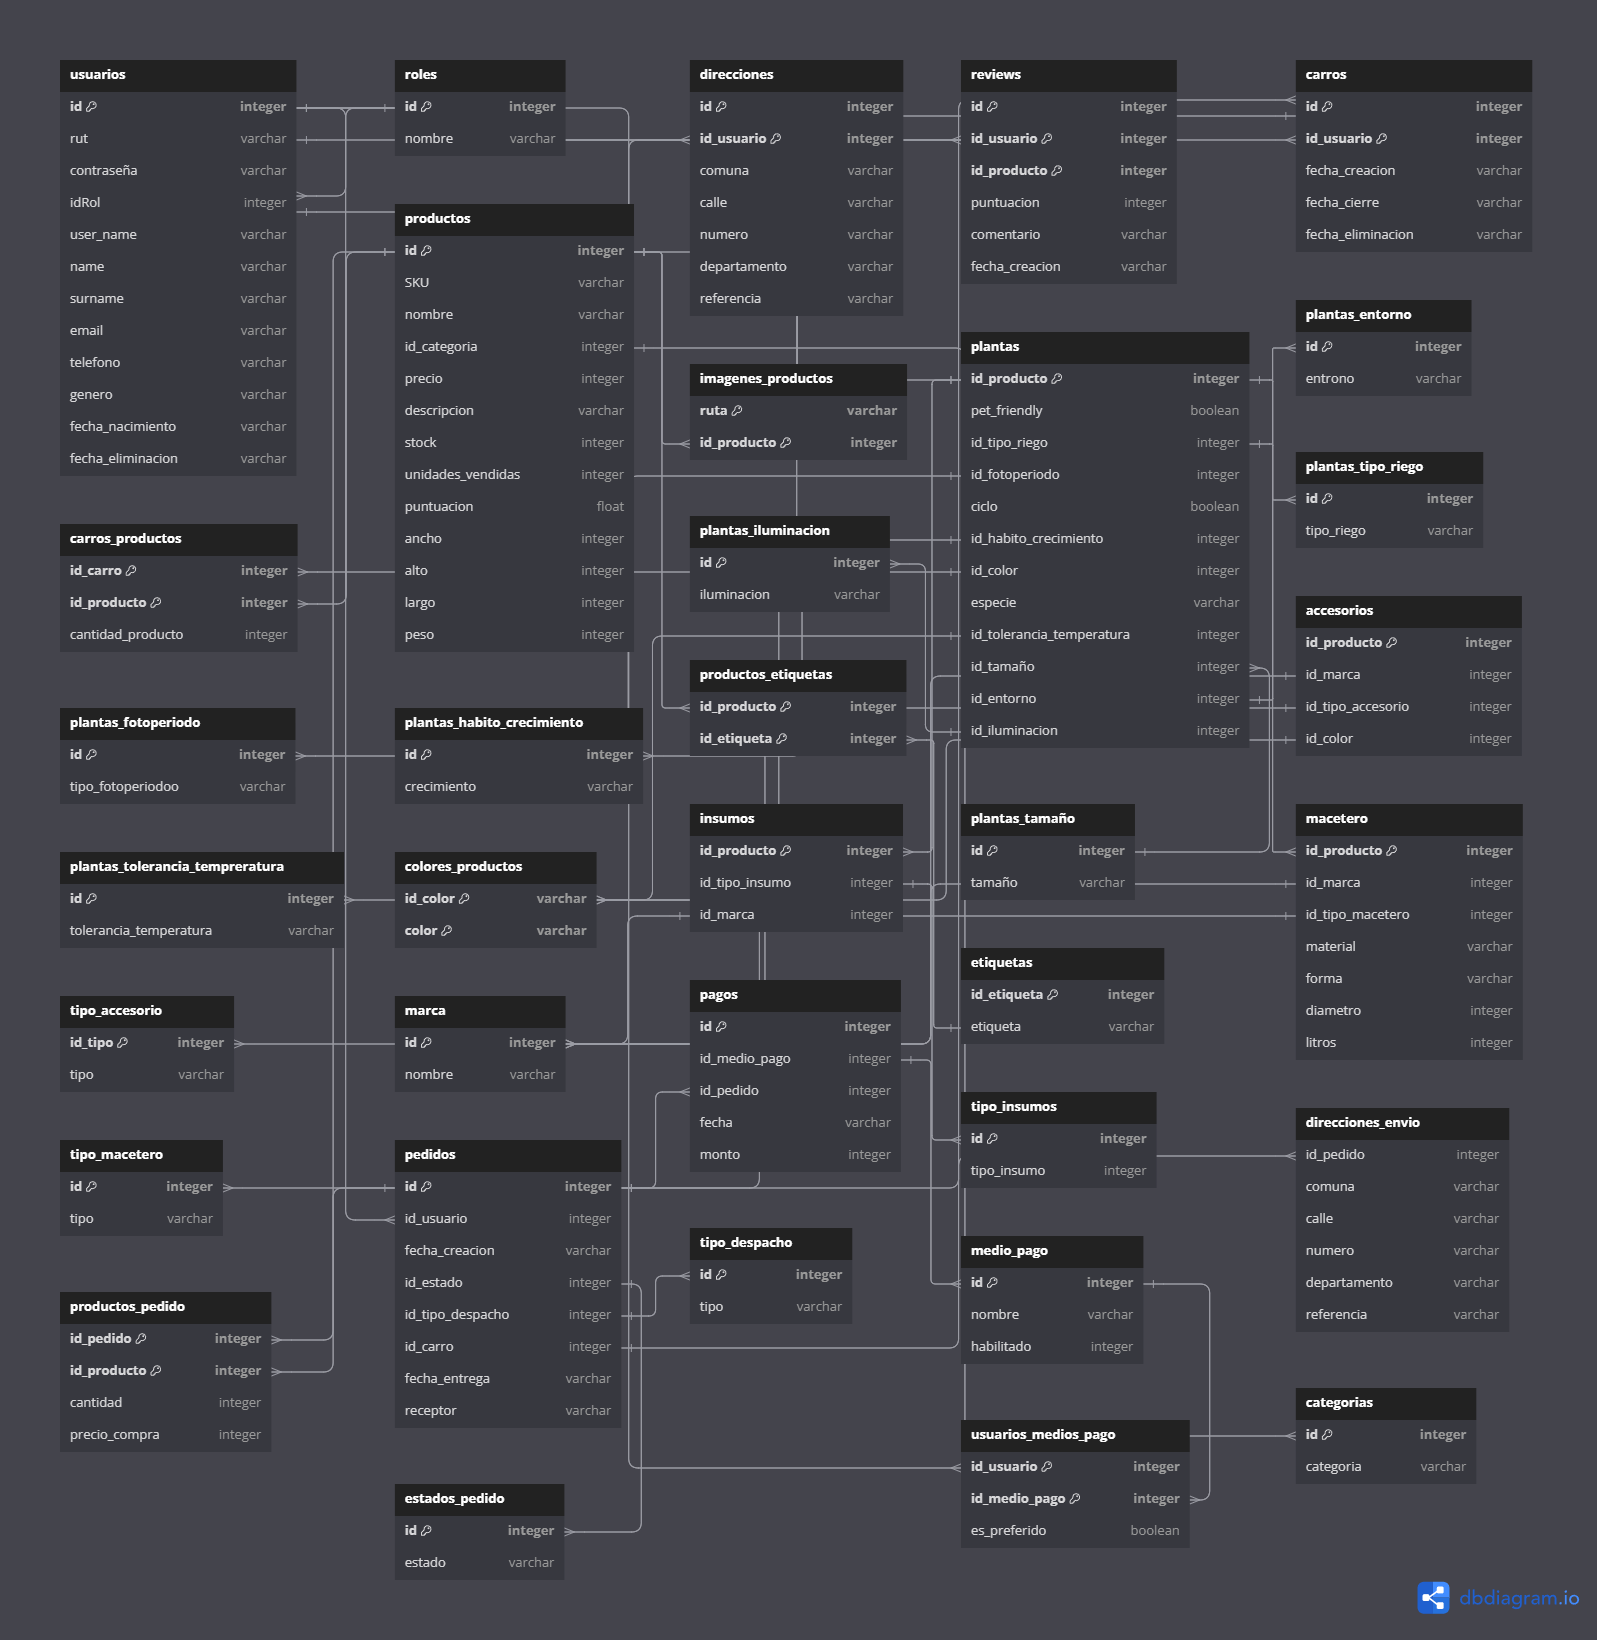 usuarios
id integer
rut varchar
contraseña varchar
idRol integer
user_name varchar
name varchar
surname varchar
email varchar
telefono varchar
genero varchar
fecha_nacimiento varchar
fecha_eliminacion varchar
roles
id integer
nombre varchar
direcciones
id integer
id_usuario integer
comuna varchar
calle varchar
numero varchar
departamento varchar
referencia varchar
reviews
id integer
id_usuario integer
id_producto integer
puntuacion integer
comentario varchar
fecha_creacion varchar
carros
id integer
id_usuario integer
fecha_creacion varchar
fecha_cierre varchar
fecha_eliminacion varchar
productos
id integer
SKU varchar
nombre varchar
id_categoria integer
precio integer
descripcion varchar
stock integer
unidades_vendidas integer
puntuacion float
ancho integer
alto integer
largo integer
peso integer
imagenes_productos
ruta varchar
id_producto integer
plantas
id_producto integer
pet_friendly boolean
id_tipo_riego integer
id_fotoperiodo integer
ciclo boolean
id_habito_crecimiento integer
id_color integer
especie varchar
id_tolerancia_temperatura integer
id_tamaño integer
id_entorno integer
id_iluminacion integer
plantas_entorno
id integer
entrono varchar
plantas_tipo_riego
id integer
tipo_riego varchar
carros_productos
id_carro integer
id_producto integer
cantidad_producto integer
plantas_iluminacion
id integer
iluminacion varchar
accesorios
id_producto integer
id_marca integer
id_tipo_accesorio integer
id_color integer
productos_etiquetas
id_producto integer
id_etiqueta integer
plantas_fotoperiodo
id integer
tipo_fotoperiodoo varchar
plantas_habito_crecimiento
id integer
crecimiento varchar
insumos
id_producto integer
id_tipo_insumo integer
id_marca integer
plantas_tamaño
id integer
tamaño varchar
macetero
id_producto integer
id_marca integer
id_tipo_macetero integer
material varchar
forma varchar
diametro integer
litros integer
plantas_tolerancia_tempreratura
id integer
tolerancia_temperatura varchar
colores_productos
id_color varchar
color varchar
etiquetas
id_etiqueta integer
etiqueta varchar
tipo_accesorio
id_tipo integer
tipo varchar
marca
id integer
nombre varchar
pagos
id integer
id_medio_pago integer
id_pedido integer
fecha varchar
monto integer
tipo_insumos
id integer
tipo_insumo integer
direcciones_envio
id_pedido integer
comuna varchar
calle varchar
numero varchar
departamento varchar
referencia varchar
tipo_macetero
id integer
tipo varchar
pedidos
id integer
id_usuario integer
fecha_creacion varchar
id_estado integer
id_tipo_despacho integer
id_carro integer
fecha_entrega varchar
receptor varchar
tipo_despacho
id integer
tipo varchar
medio_pago
id integer
nombre varchar
habilitado integer
productos_pedido
id_pedido integer
id_producto integer
cantidad integer
precio_compra integer
usuarios_medios_pago
id_usuario integer
id_medio_pago integer
es_preferido boolean
categorias
id integer
categoria varchar
estados_pedido
id integer
estado varchar
dbdiagram.io